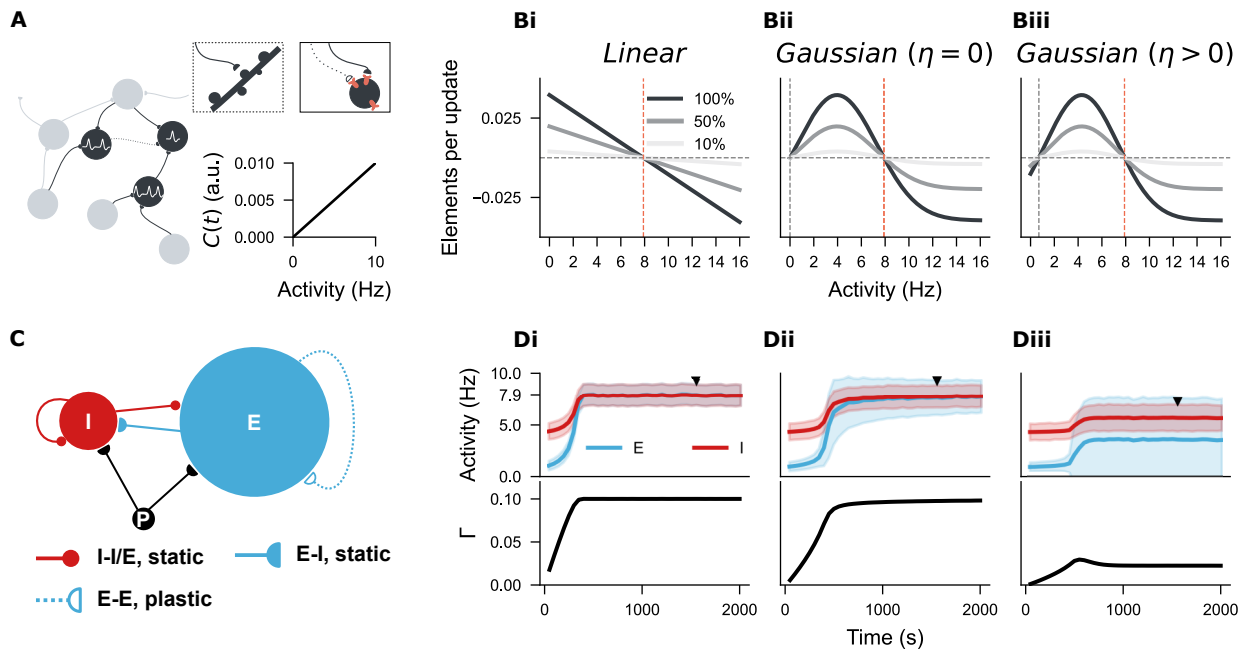 A
C(t) (a.u.)
0.010
0.005
0.000
0 10
Activity (Hz)
Bi
Linear
Elements per update
0.025
−0.025
100%
50%
10%
0 2 4 6 8 10 12 14 16
Bii
Gaussian (η = 0)
0 2 4 6 8 10 12 14 16
Activity (Hz)
Biii
Gaussian (η > 0)
0 2 4 6 8 10 12 14 16
C
I
E
P
I-I/E, static
E-I, static
E-E, plastic
Di
Activity (Hz)
10.0
7.9
5.0
0.0
E
I
Γ
0.10
0.00
0 1000 2000
Dii
0 1000 2000
Time (s)
Diii
0 1000 2000